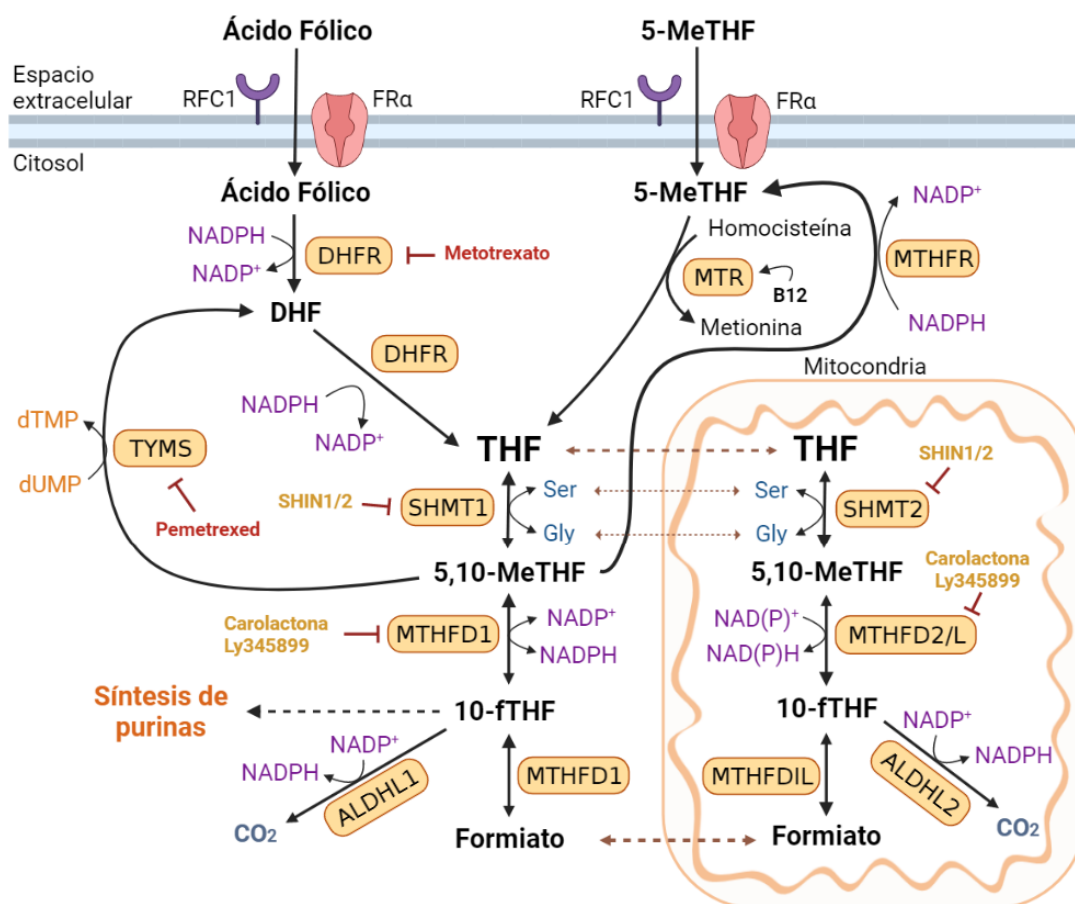 Ácido Fólico
5-MeTHF
Espacio
extracelular
RFC1
FRα
RFC1
FRα
Citosol
Ácido Fólico
5-MeTHF
NADP+
NADPH
DHFR
Metotrexato
NADP+
Homocisteína
MTHFR
MTR
B12
DHF
Metionina
NADPH
DHFR
Mitocondria
NADPH
NADP+
dTMP
TYMS
dUMP
THF
THF
SHIN1/2
Pemetrexed
SHIN1/2
SHMT1
Ser
Gly
Ser
Gly
SHMT2
5,10-MeTHF
5,10-MeTHF
Carolactona
Ly345899
Carolactona
Ly345899
MTHFD1
NADP+
NADPH
NAD(P)+
NAD(P)H
MTHFD2/L
Síntesis de
purinas
10-fTHF
10-fTHF
NADP+
NADPH
ALDHL1
CO2
MTHFD1
MTHFDIL
NADP+
NADPH
ALDHL2
CO2
Formiato
Formiato